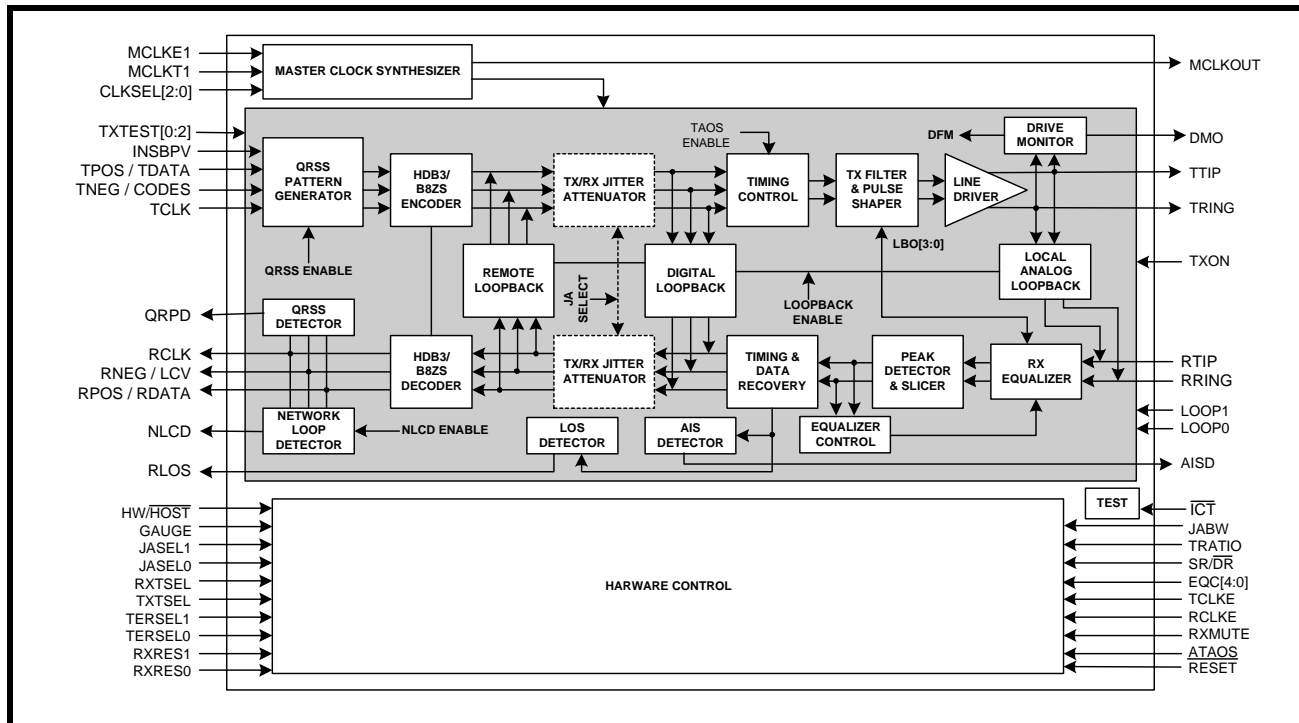 MCLKE1
MCLKT1
CLKSEL[2:0]
MASTER CLOCK SYNTHESIZER
MCLKOUT
TXTEST[0:2]
INSBPV
TPOS / TDATA
TNEG / CODES
TCLK
QRSS
PATTERN
GENERATOR
HDB3/
B8ZS
ENCODER
TX/RX JITTER
ATTENUATOR
TAOS
ENABLE
TIMING
CONTROL
TX FILTER
& PULSE
SHAPER
LINE
DRIVER
DFM
DRIVE
MONITOR
DMO
TTIP
TRING
TXON
QRSS ENABLE
REMOTE
LOOPBACK
JA
SELECT
DIGITAL
LOOPBACK
LOOPBACK
ENABLE
LBO[3:0]
LOCAL
ANALOG
LOOPBACK
QRPD
RCLK
RNEG / LCV
RPOS / RDATA
NLCD
RLOS
QRSS
DETECTOR
HDB3/
B8ZS
DECODER
TX/RX JITTER
ATTENUATOR
TIMING &
DATA
RECOVERY
PEAK
DETECTOR
& SLICER
RX
EQUALIZER
RTIP
RRING
LOOP1
LOOP0
AISD
NETWORK
LOOP
DETECTOR
NLCD ENABLE
LOS
DETECTOR
AIS
DETECTOR
EQUALIZER
CONTROL
HW/HOST
GAUGE
JASEL1
JASEL0
RXTSEL
TXTSEL
TERSEL1
TERSEL0
RXRES1
RXRES0
HARWARE CONTROL
TEST
ICT
JABW
TRATIO
SR/DR
EQC[4:0]
TCLKE
RCLKE
RXMUTE
ATAOS
RESET